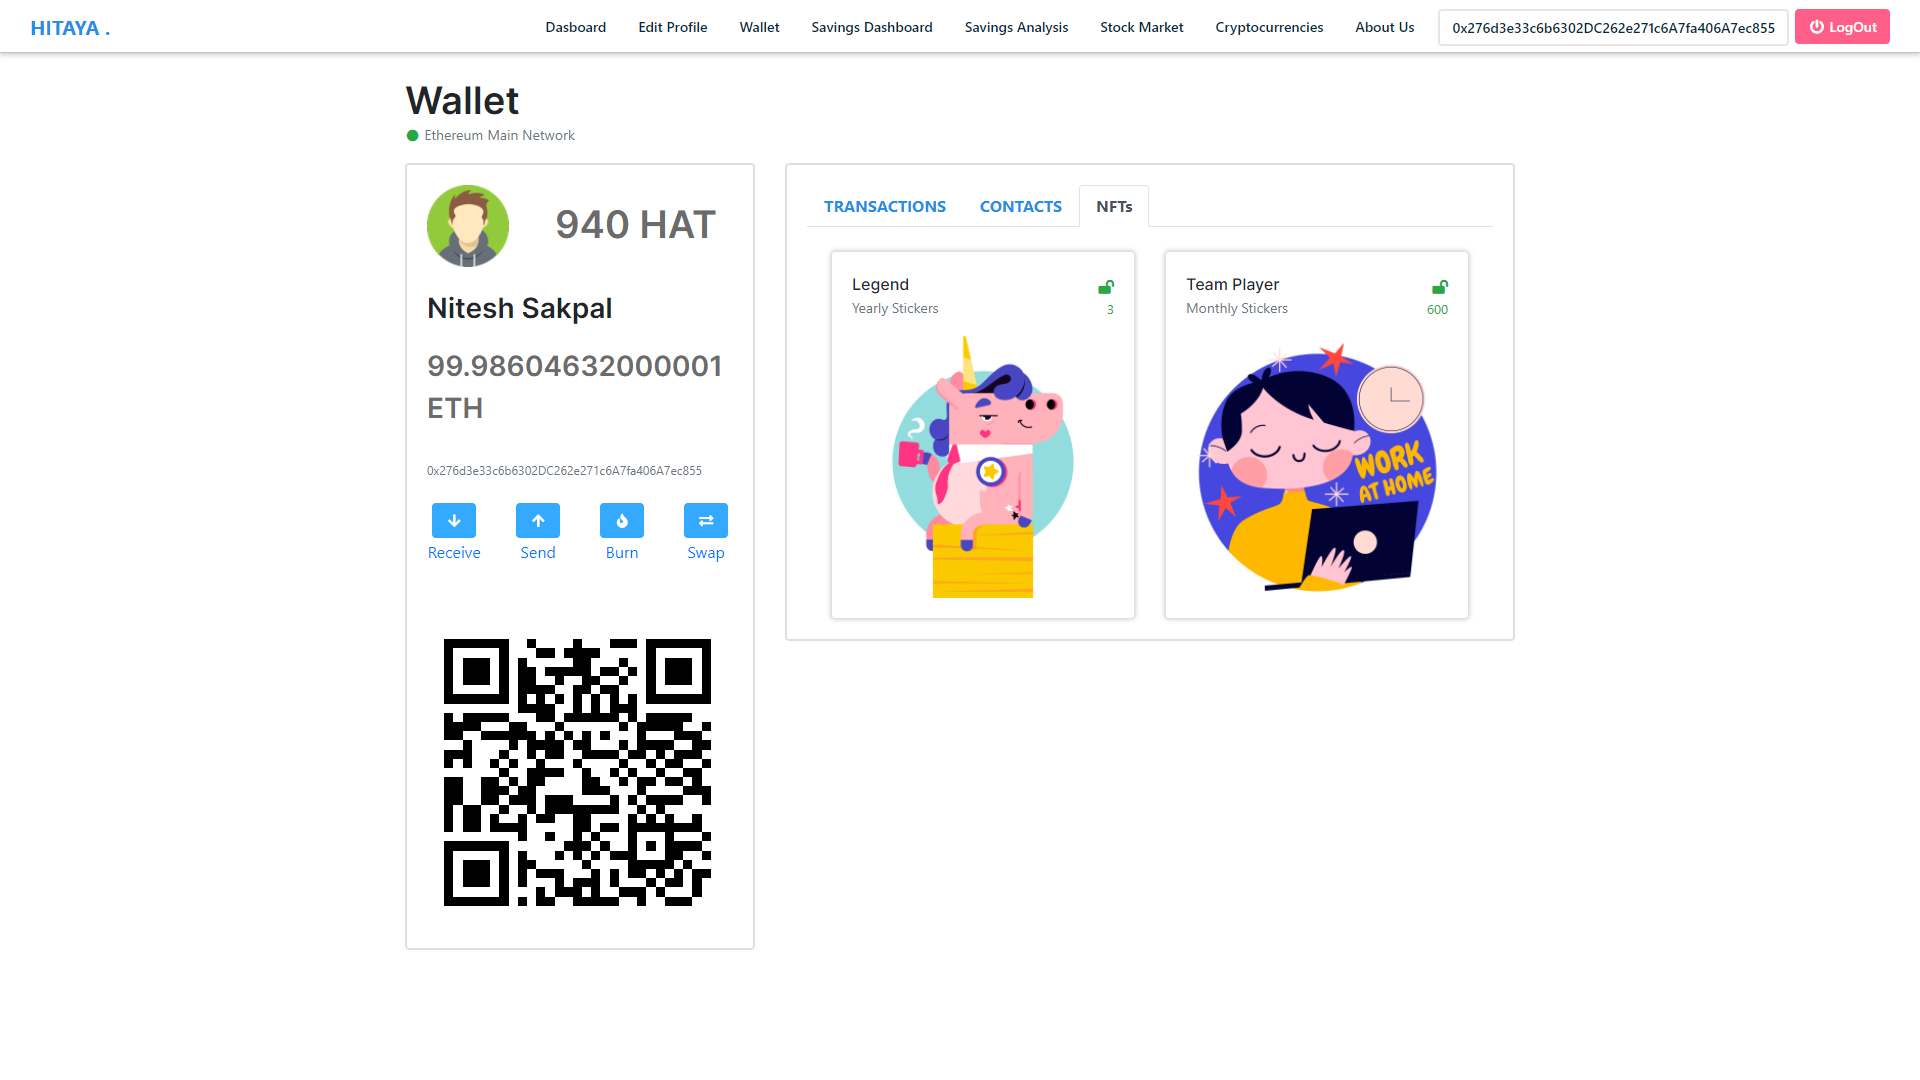 HITAYA .
Dasboard
Edit Profile
Wallet
Savings Dashboard
Savings Analysis
Stock Market
Cryptocurrencies
About Us
0x276d3e33c6b6302DC262e271c6A7fa406A7ec855
LogOut
Wallet
Ethereum Main Network
940 HAT
Nitesh Sakpal
99.98604632000001
ETH
0x276d3e33c6b6302DC262e271c6A7fa406A7ec855
Receive
Send
Burn
Swap
TRANSACTIONS
CONTACTS
NFTs
Legend
Yearly Stickers
3
Team Player
Monthly Stickers
600
WORK
AT HOME